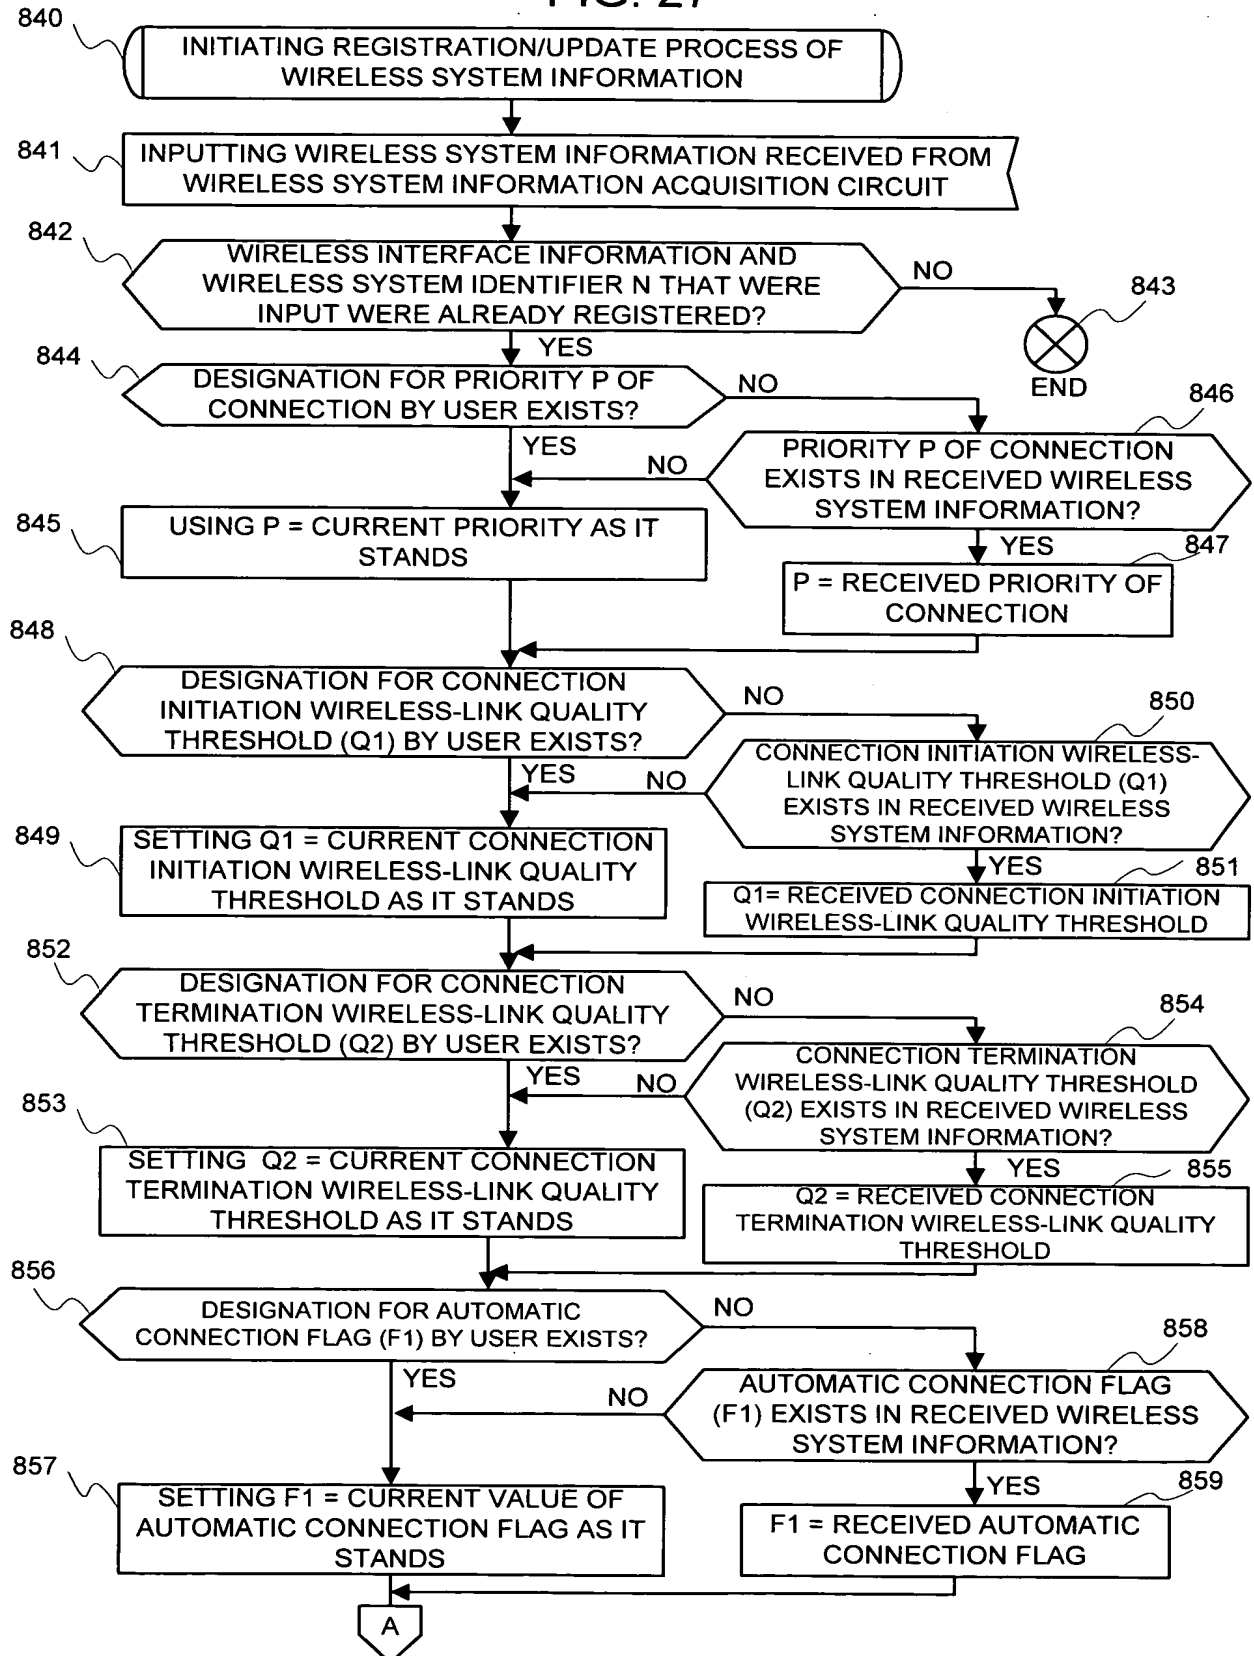 FIG. 27
840
INITIATING REGISTRATION/UPDATE PROCESS OF
WIRELESS SYSTEM INFORMATION
841
INPUTTING WIRELESS SYSTEM INFORMATION RECEIVED FROM
WIRELESS SYSTEM INFORMATION ACQUISITION CIRCUIT
842
WIRELESS INTERFACE INFORMATION AND
WIRELESS SYSTEM IDENTIFIER N THAT WERE
INPUT WERE ALREADY REGISTERED?
NO
843
END
YES
844
DESIGNATION FOR PRIORITY P OF
CONNECTION BY USER EXISTS?
NO
846
YES
PRIORITY P OF CONNECTION
EXISTS IN RECEIVED WIRELESS
SYSTEM INFORMATION?
NO
845
USING P = CURRENT PRIORITY AS IT
STANDS
YES
847
P = RECEIVED PRIORITY OF
CONNECTION
848
DESIGNATION FOR CONNECTION
INITIATION WIRELESS-LINK QUALITY
THRESHOLD (Q1) BY USER EXISTS?
NO
850
YES
CONNECTION INITIATION WIRELESS-
LINK QUALITY THRESHOLD (Q1)
EXISTS IN RECEIVED WIRELESS
SYSTEM INFORMATION?
NO
849
SETTING Q1 = CURRENT CONNECTION
INITIATION WIRELESS-LINK QUALITY
THRESHOLD AS IT STANDS
YES
851
Q1= RECEIVED CONNECTION INITIATION
WIRELESS-LINK QUALITY THRESHOLD
852
DESIGNATION FOR CONNECTION
TERMINATION WIRELESS-LINK QUALITY
THRESHOLD (Q2) BY USER EXISTS?
NO
854
YES
CONNECTION TERMINATION
WIRELESS-LINK QUALITY THRESHOLD
(Q2) EXISTS IN RECEIVED WIRELESS
SYSTEM INFORMATION?
NO
853
SETTING Q2 = CURRENT CONNECTION
TERMINATION WIRELESS-LINK QUALITY
THRESHOLD AS IT STANDS
YES
855
Q2 = RECEIVED CONNECTION
TERMINATION WIRELESS-LINK QUALITY
THRESHOLD
856
DESIGNATION FOR AUTOMATIC
CONNECTION FLAG (F1) BY USER EXISTS?
NO
858
YES
AUTOMATIC CONNECTION FLAG
(F1) EXISTS IN RECEIVED WIRELESS
SYSTEM INFORMATION?
NO
857
SETTING F1 = CURRENT VALUE OF
AUTOMATIC CONNECTION FLAG AS IT
STANDS
YES
859
F1 = RECEIVED AUTOMATIC
CONNECTION FLAG
A